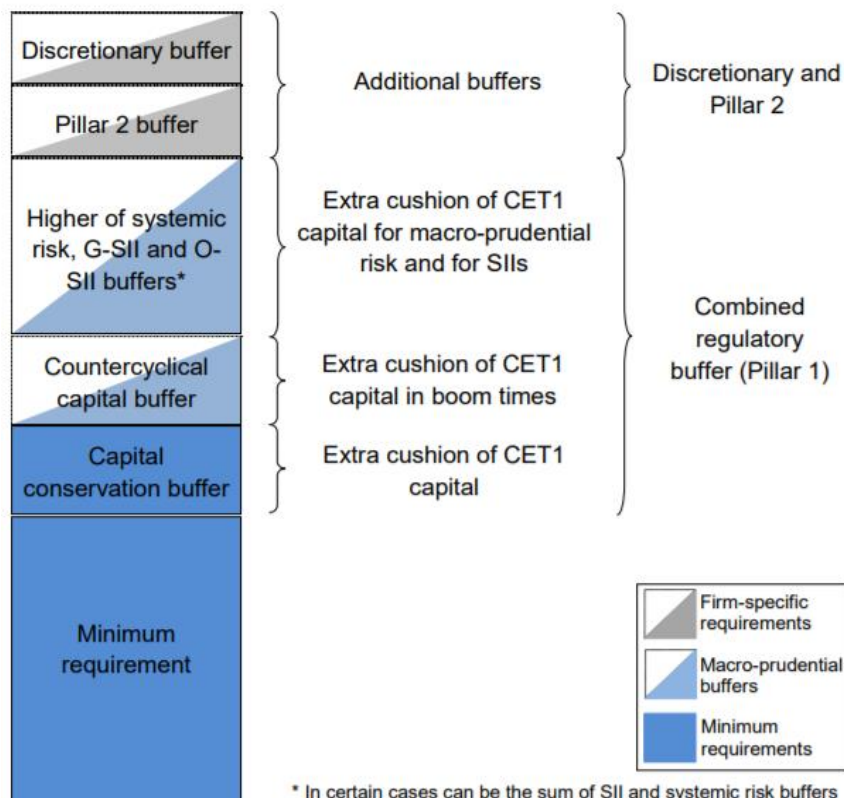 Discretionary buffer
Pillar 2 buffer
Additional buffers
Discretionary and
Pillar 2
Higher of systemic
risk, G-SII and O-
SII buffers*
Extra cushion of CET1
capital for macro-prudential
risk and for SIIs
Countercyclical
capital buffer
Extra cushion of CET1
capital in boom times
Capital
conservation buffer
Extra cushion of CET1
capital
Combined
regulatory
buffer (Pillar 1)
Minimum
requirement
Firm-specific
requirements
Macro-prudential
buffers
Minimum
requirements
* In certain cases can be the sum of SII and systemic risk buffers